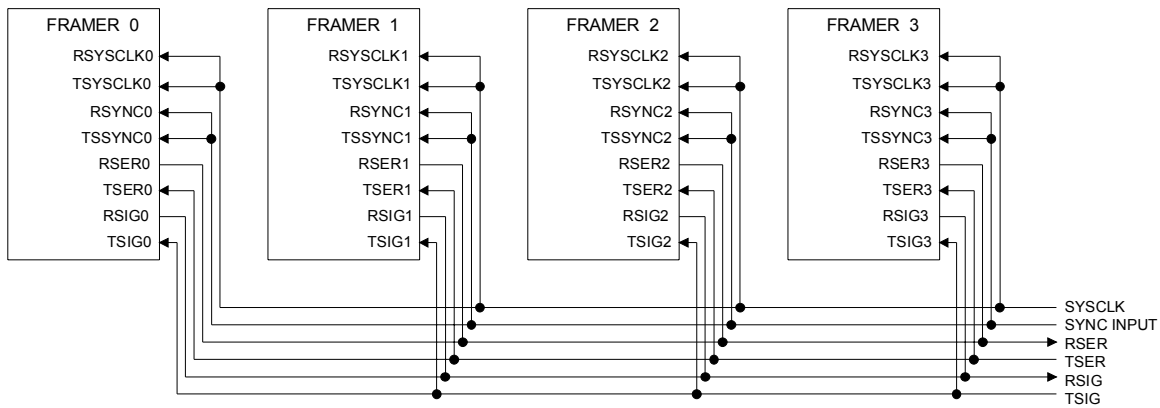 FRAMER 0
RSYSCLK0
TSYSCLK0
RSYNC0
TSSYNC0
RSER0
TSER0
RSIG0
TSIG0
FRAMER 1
RSYSCLK1
TSYSCLK1
RSYNC1
TSSYNC1
RSER1
TSER1
RSIG1
TSIG1
FRAMER 2
RSYSCLK2
TSYSCLK2
RSYNC2
TSSYNC2
RSER2
TSER2
RSIG2
TSIG2
FRAMER 3
RSYSCLK3
TSYSCLK3
RSYNC3
TSSYNC3
RSER3
TSER3
RSIG3
TSIG3
SYSCLK
SYNC INPUT
RSER
TSER
RSIG
TSIG